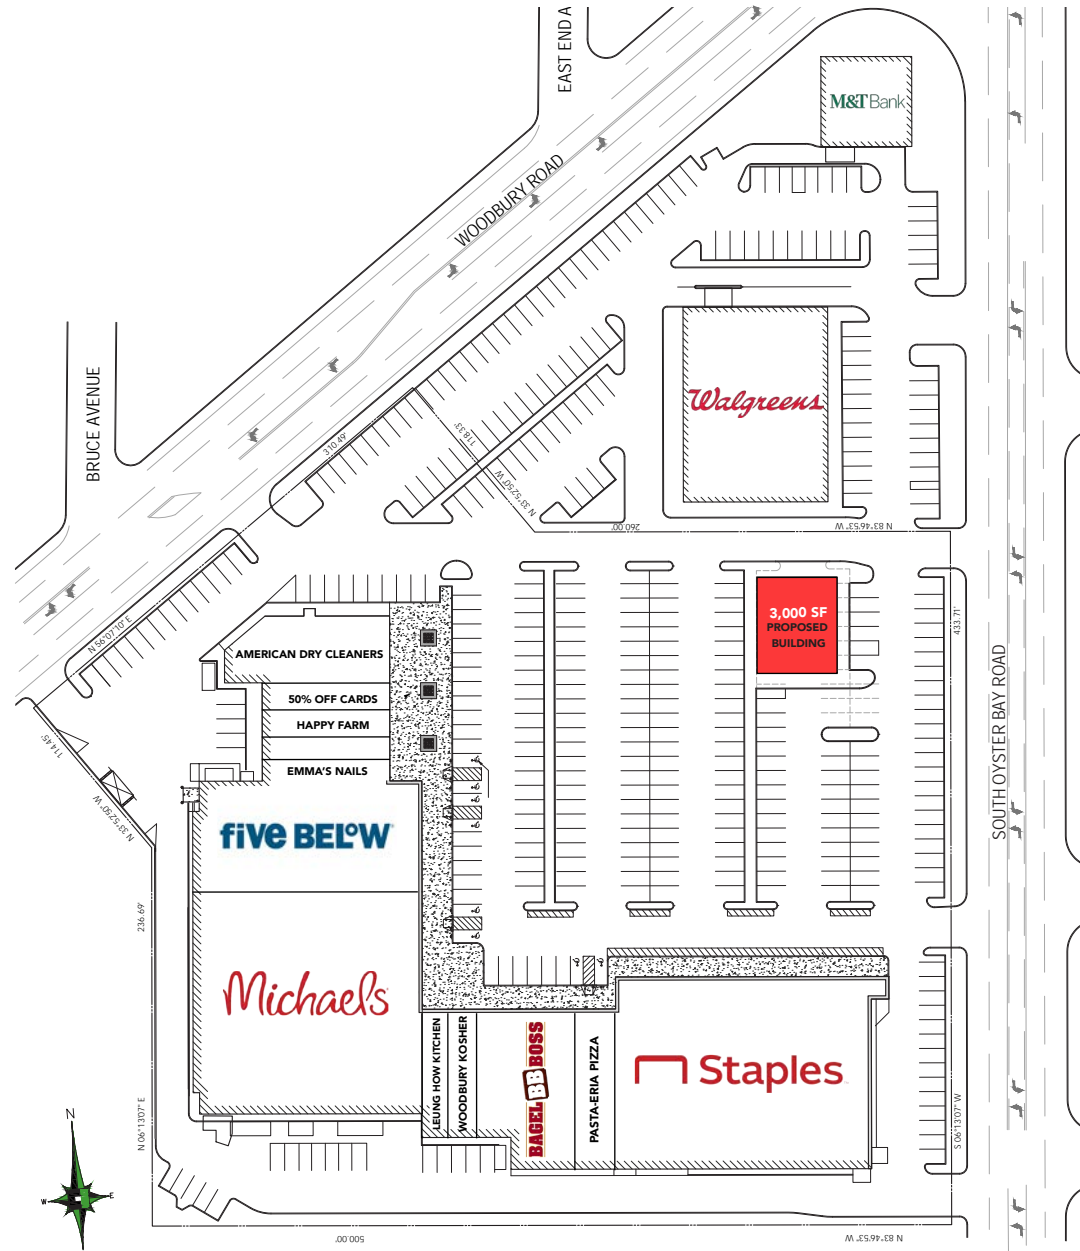 EAST END A
M&T Bank
WOODBURY ROAD
BRUCE AVENUE
Walgreens
310.49'
118.33'
N 33°52'50" W
260.00'
N 83°46'53" W
3,000 SF
PROPOSED
BUILDING
433.71'
N 56°07'10" E
AMERICAN DRY CLEANERS
50% OFF CARDS
HAPPY FARM
EMMA'S NAILS
114.45'
N 33°52'50" W
SOUTH OYSTER BAY ROAD
five BELOW
236.69'
Michaels
LEUNG HOW KITCHEN
WOODBURY KOSHER
BAGEL BB BOSS
PASTA-ERIA PIZZA
Staples
N 06°13'07" E
S 06°13'07" W
N
W
E
500.00'
N 83°46'53" W